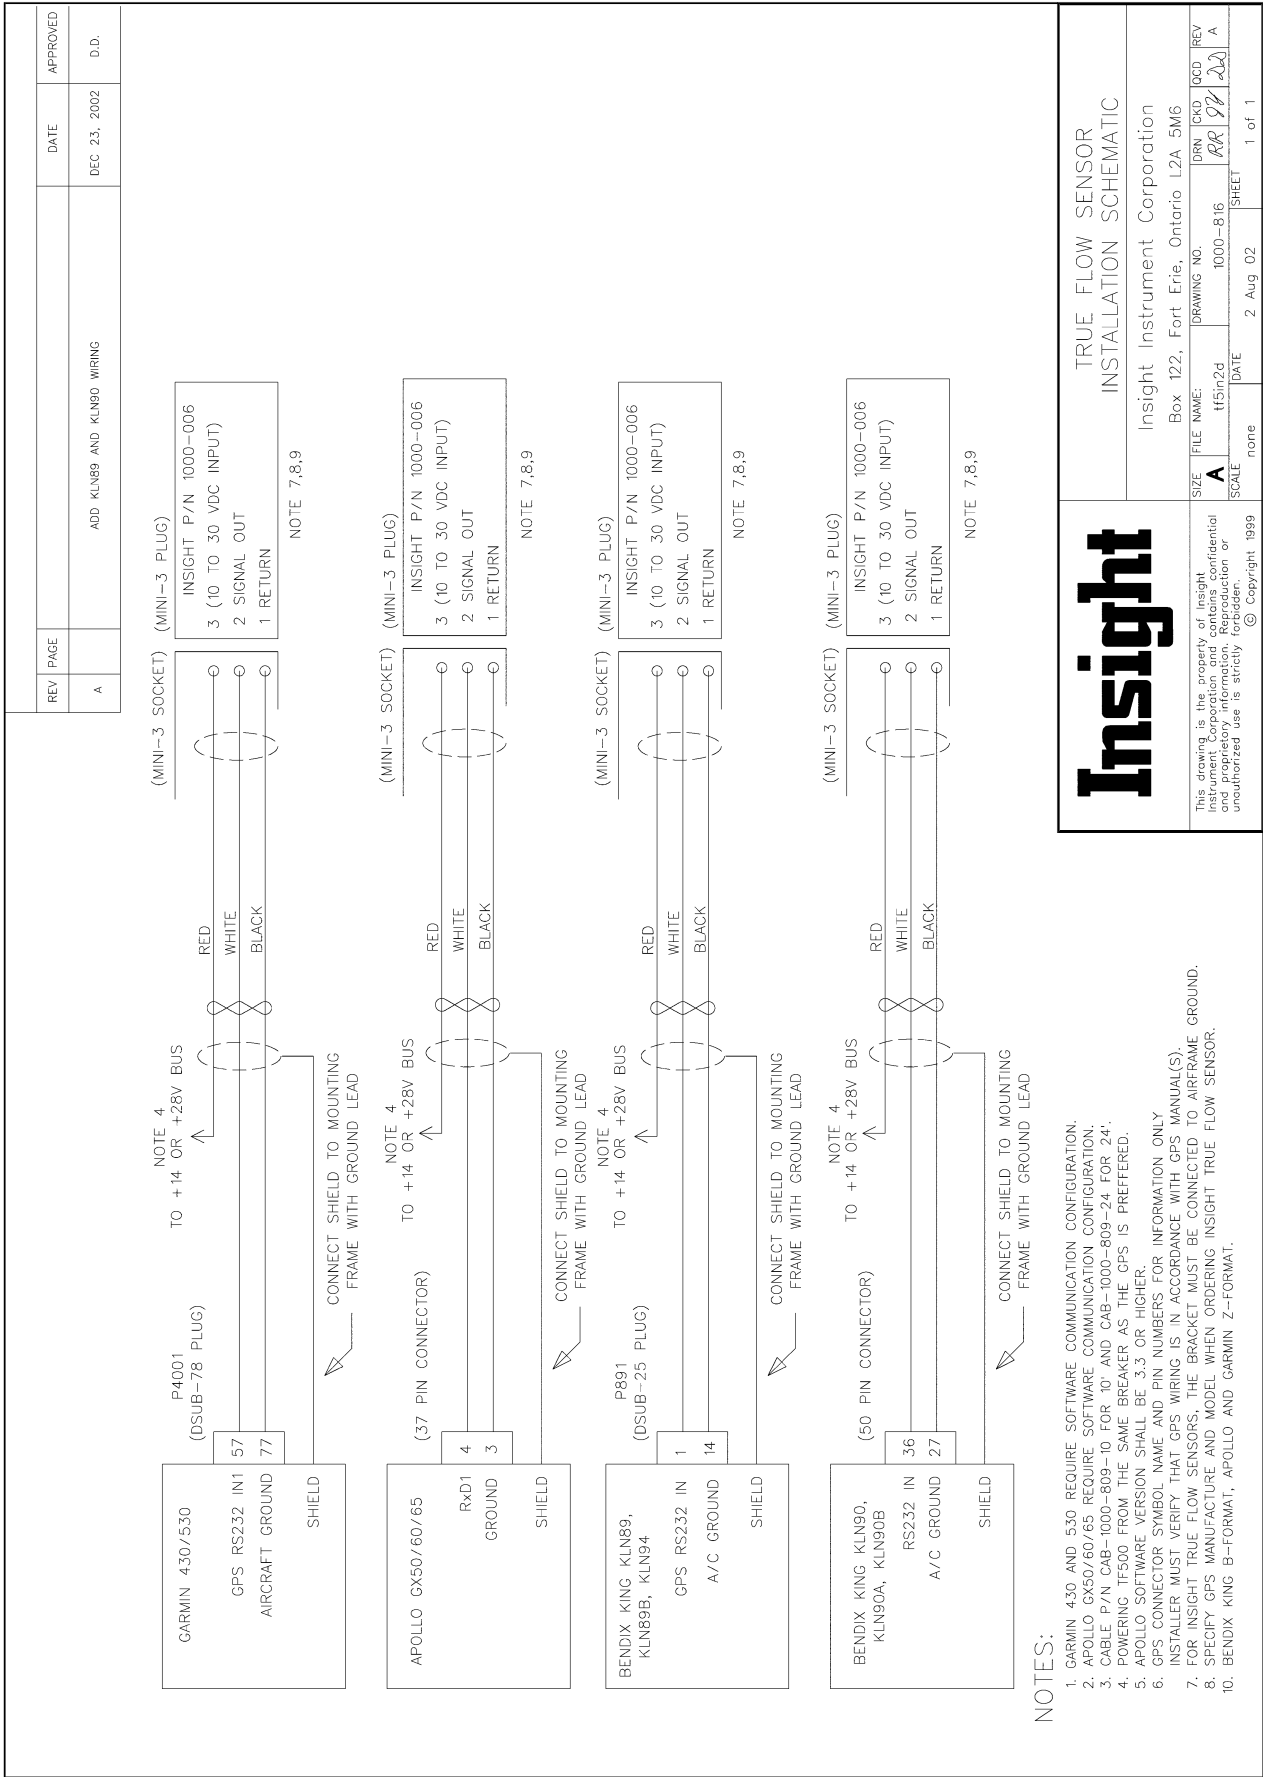 REV PAGE DATE APPROVED
A ADD KLN89 AND KLN90 WIRING DEC 23, 2002 D.D.
GARMIN 430/530
GPS RS232 IN1 57
AIRCRAFT GROUND 77
SHIELD
P4001
(DSUB-78 PLUG)
NOTE 4
TO +14 OR +28V BUS
CONNECT SHIELD TO MOUNTING
FRAME WITH GROUND LEAD
RED
WHITE
BLACK
(MINI-3 SOCKET) (MINI-3 PLUG)
INSIGHT P/N 1000-006
3 (10 TO 30 VDC INPUT)
2 SIGNAL OUT
1 RETURN
NOTE 7,8,9
APOLLO GX50/60/65
RxD1 4
GROUND 3
SHIELD
(37 PIN CONNECTOR)
NOTE 4
TO +14 OR +28V BUS
CONNECT SHIELD TO MOUNTING
FRAME WITH GROUND LEAD
RED
WHITE
BLACK
(MINI-3 SOCKET) (MINI-3 PLUG)
INSIGHT P/N 1000-006
3 (10 TO 30 VDC INPUT)
2 SIGNAL OUT
1 RETURN
NOTE 7,8,9
BENDIX KING KLN89,
KLN89B, KLN94
GPS RS232 IN 1
A/C GROUND 14
SHIELD
P891
(DSUB-25 PLUG)
NOTE 4
TO +14 OR +28V BUS
CONNECT SHIELD TO MOUNTING
FRAME WITH GROUND LEAD
RED
WHITE
BLACK
(MINI-3 SOCKET) (MINI-3 PLUG)
INSIGHT P/N 1000-006
3 (10 TO 30 VDC INPUT)
2 SIGNAL OUT
1 RETURN
NOTE 7,8,9
BENDIX KING KLN90,
KLN90A, KLN90B
RS232 IN 36
A/C GROUND 27
SHIELD
(50 PIN CONNECTOR)
NOTE 4
TO +14 OR +28V BUS
CONNECT SHIELD TO MOUNTING
FRAME WITH GROUND LEAD
RED
WHITE
BLACK
(MINI-3 SOCKET) (MINI-3 PLUG)
INSIGHT P/N 1000-006
3 (10 TO 30 VDC INPUT)
2 SIGNAL OUT
1 RETURN
NOTE 7,8,9
NOTES:
1. GARMIN 430 AND 530 REQUIRE SOFTWARE COMMUNICATION CONFIGURATION.
2. APOLLO GX50/60/65 REQUIRE SOFTWARE COMMUNICATION CONFIGURATION.
3. CABLE P/N CAB-1000-809-10 FOR 10' AND CAB-1000-809-24 FOR 24'.
4. POWERING TF500 FROM THE SAME BREAKER AS THE GPS IS PREFFERED.
5. APOLLO SOFTWARE VERSION SHALL BE 3.3 OR HIGHER.
6. GPS CONNECTOR SYMBOL NAME AND PIN NUMBERS FOR INFORMATION ONLY
INSTALLER MUST VERIFY THAT GPS WIRING IS IN ACCORDANCE WITH GPS MANUAL(S).
7. FOR INSIGHT TRUE FLOW SENSORS, THE BRACKET MUST BE CONNECTED TO AIRFRAME GROUND.
8. SPECIFY GPS MANUFACTURE AND MODEL WHEN ORDERING INSIGHT TRUE FLOW SENSOR.
10. BENDIX KING B-FORMAT, APOLLO AND GARMIN Z-FORMAT.
Insight
This drawing is the property of Insight
Instrument Corporation and contains confidential
and proprietory information. Reproduction or
unauthorized use is strictly forbidden.
© Copyright 1999
TRUE FLOW SENSOR
INSTALLATION SCHEMATIC
Insight Instrument Corporation
Box 122, Fort Erie, Ontario L2A 5M6
SIZE FILE NAME: DRAWING NO. DRN CKD QCD REV
A tf5in2d 1000-816 RR DD A
SCALE none DATE 2 Aug 02 SHEET 1 of 1